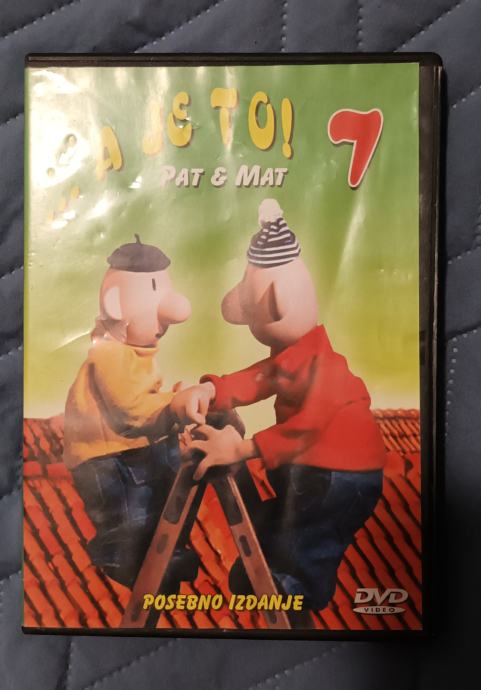 ... A JE TO!
7
PAT & MAT
POSEBNO IZDANJE
DVD
VIDEO